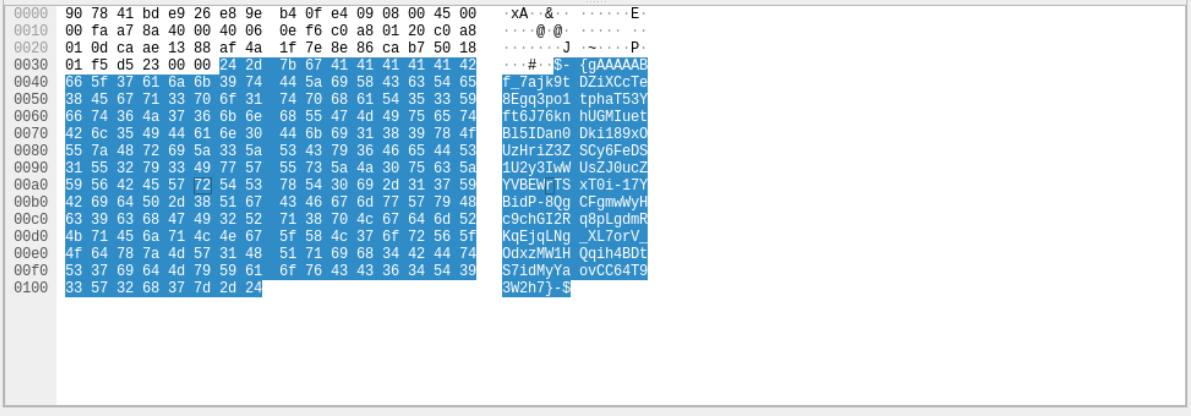 0000 90 78 41 bd e9 26 e8 9e b4 0f e4 09 08 00 45 00 ·xA··&·· ······E·
0010 00 fa a7 8a 40 00 40 06 0e f6 c0 a8 01 20 c0 a8 ····@·@· ····· ··
0020 01 0d ca ae 13 88 af 4a 1f 7e 8e 86 ca b7 50 18 ·······J ·~····P·
0030 01 f5 d5 23 00 00 24 2d 7b 67 41 41 41 41 41 42 ···#··$- {gAAAAAB
0040 66 5f 37 61 6a 6b 39 74 44 5a 69 58 43 63 54 65 f_7ajk9t DZiXCcTe
0050 38 45 67 71 33 70 6f 31 74 70 68 61 54 35 33 59 8Egq3po1 tphaT53Y
0060 66 74 36 4a 37 36 6b 6e 68 55 47 4d 49 75 65 74 ft6J76kn hUGMIuet
0070 42 6c 35 49 44 61 6e 30 44 6b 69 31 38 39 78 4f Bl5IDan0 Dki189xO
0080 55 7a 48 72 69 5a 33 5a 53 43 79 36 46 65 44 53 UzHriZ3Z SCy6FeDS
0090 31 55 32 79 33 49 77 57 55 73 5a 4a 30 75 63 5a 1U2y3IwW UsZJ0ucZ
00a0 59 56 42 45 57 72 54 53 78 54 30 69 2d 31 37 59 YVBEWrTS xT0i-17Y
00b0 42 69 64 50 2d 38 51 67 43 46 67 6d 77 57 79 48 BidP-8Qg CFgmwWyH
00c0 63 39 63 68 47 49 32 52 71 38 70 4c 67 64 6d 52 c9chGI2R q8pLgdmR
00d0 4b 71 45 6a 71 4c 4e 67 5f 58 4c 37 6f 72 56 5f KqEjqLNg _XL7orV_
00e0 4f 64 78 7a 4d 57 31 48 51 71 69 68 34 42 44 74 OdxzMW1H Qqih4BDt
00f0 53 37 69 64 4d 79 59 61 6f 76 43 43 36 34 54 39 S7idMyYa ovCC64T9
0100 33 57 32 68 37 7d 2d 24 3W2h7}-$